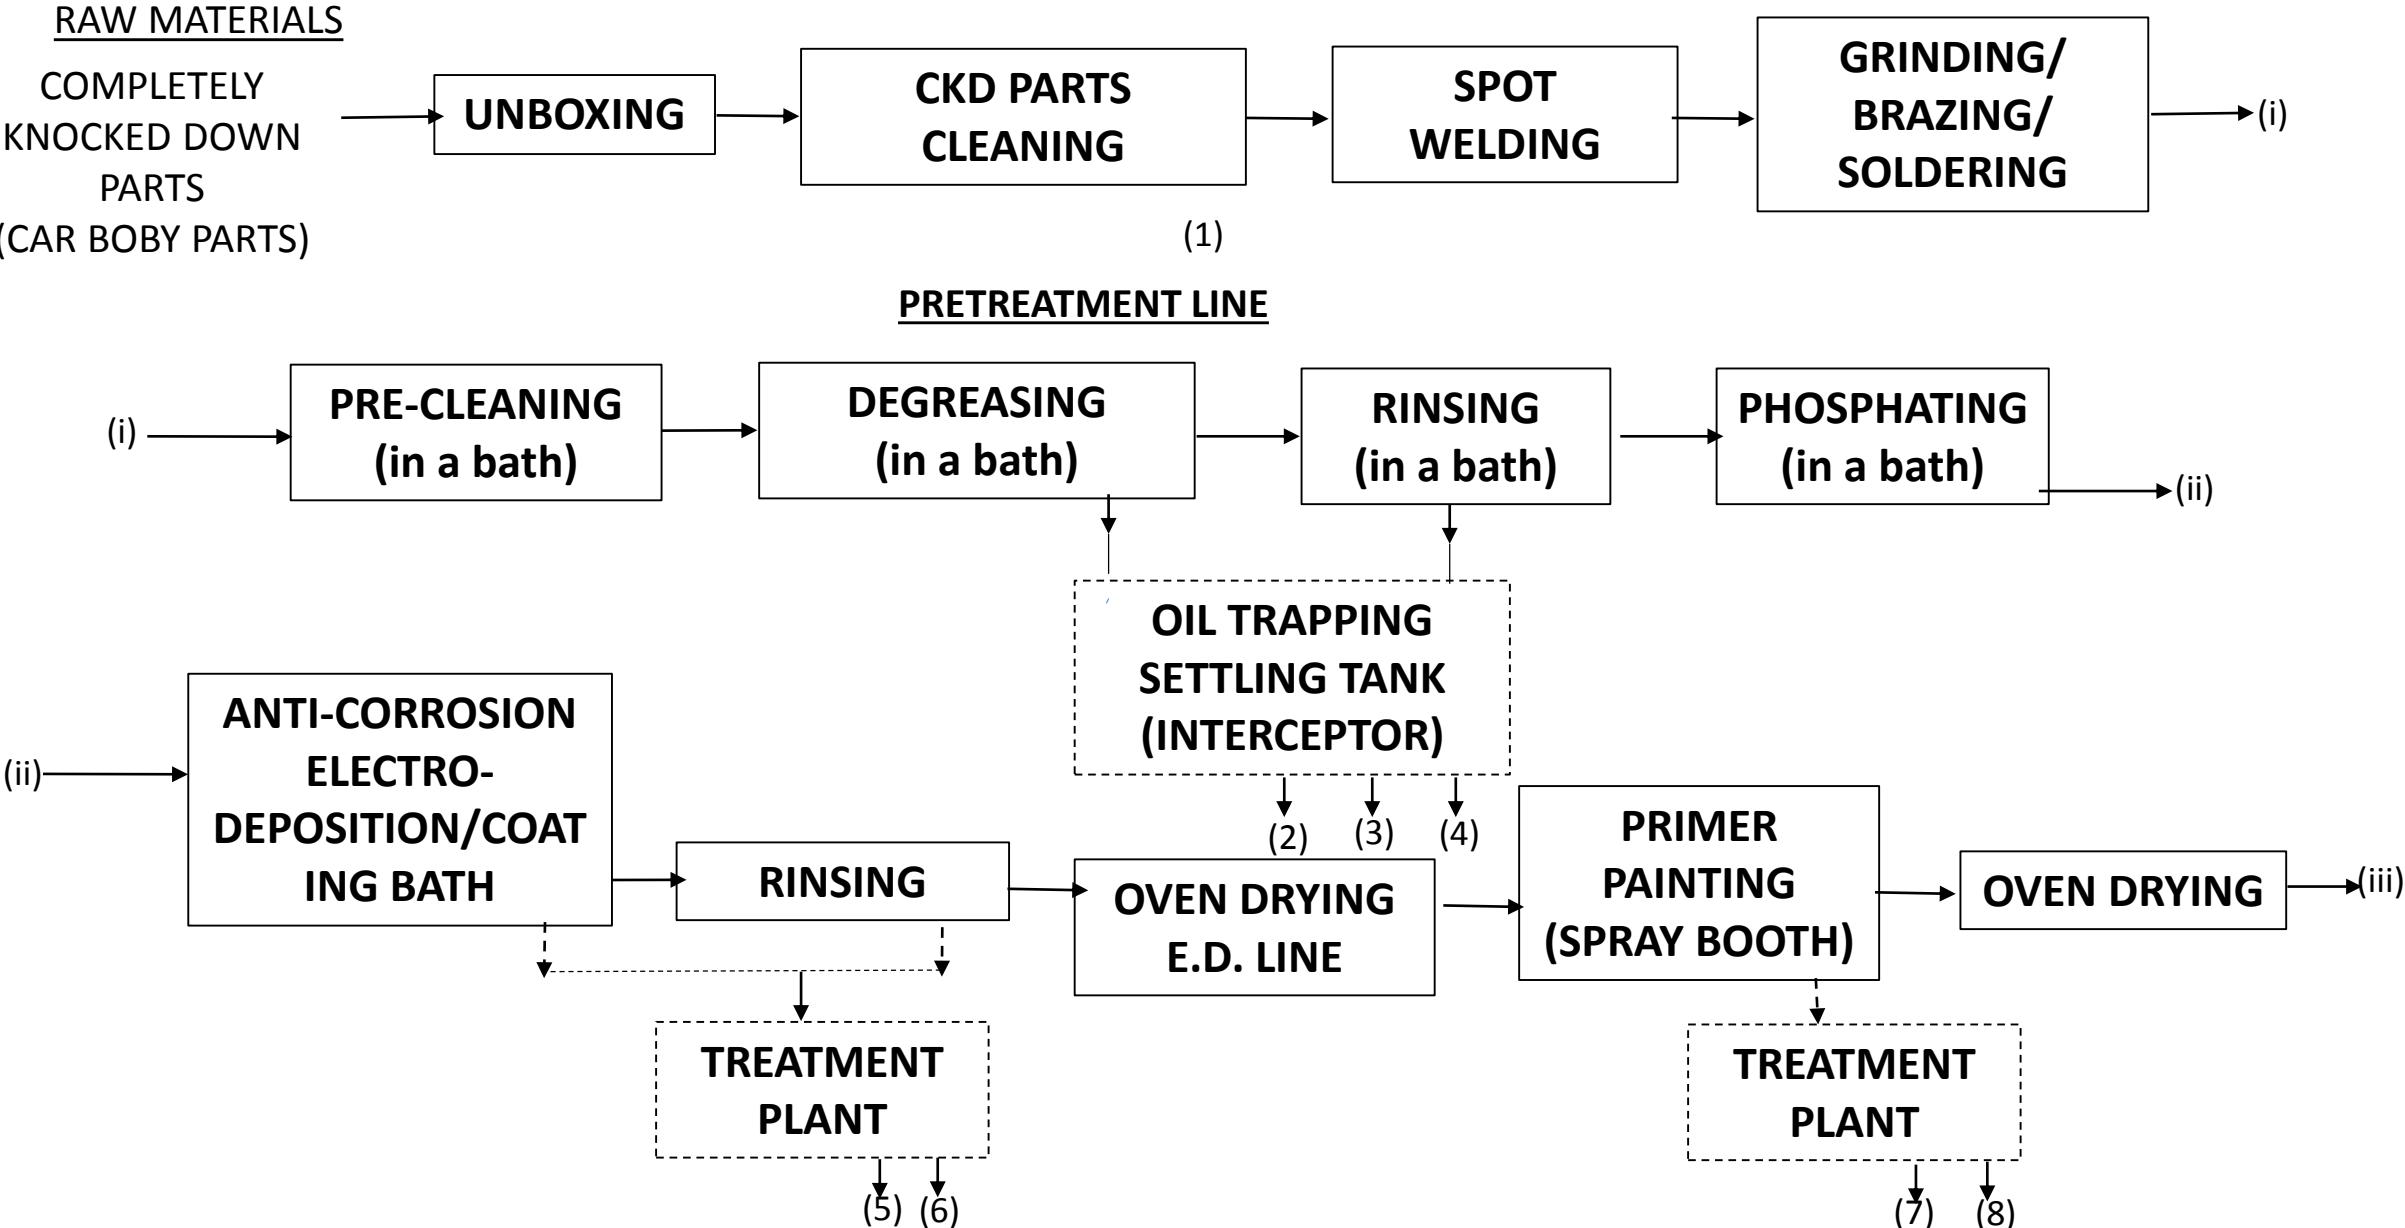 RAW MATERIALS
COMPLETELY
KNOCKED DOWN
PARTS
(CAR BOBY PARTS)
UNBOXING
CKD PARTS
CLEANING
SPOT
WELDING
GRINDING/
BRAZING/
SOLDERING
(i)
(1)
PRETREATMENT LINE
(i)
PRE-CLEANING
(in a bath)
DEGREASING
(in a bath)
RINSING
(in a bath)
PHOSPHATING
(in a bath)
(ii)
OIL TRAPPING
SETTLING TANK
(INTERCEPTOR)
(2)
(3)
(4)
(ii)
ANTI-CORROSION
ELECTRO-
DEPOSITION/COAT
ING BATH
RINSING
OVEN DRYING
E.D. LINE
PRIMER
PAINTING
(SPRAY BOOTH)
OVEN DRYING
(iii)
TREATMENT
PLANT
(5)
(6)
TREATMENT
PLANT
(7)
(8)